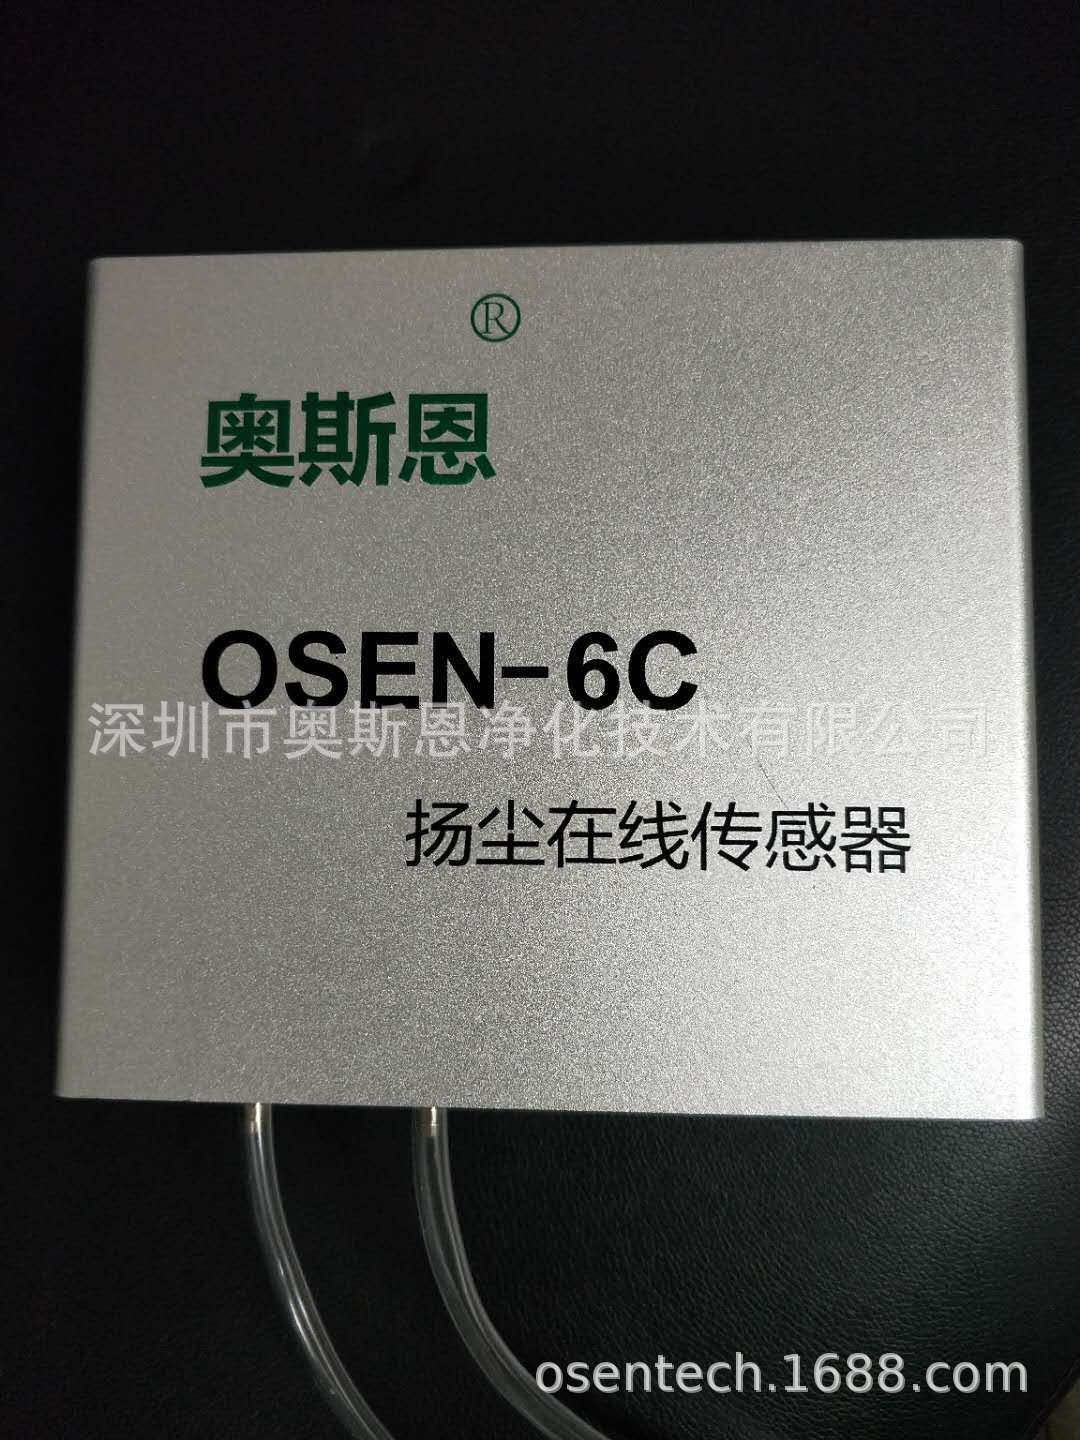 ®
奥斯恩
OSEN-6C
深圳市奥斯恩净化技术有限公司
扬尘在线传感器
osentech.1688.com